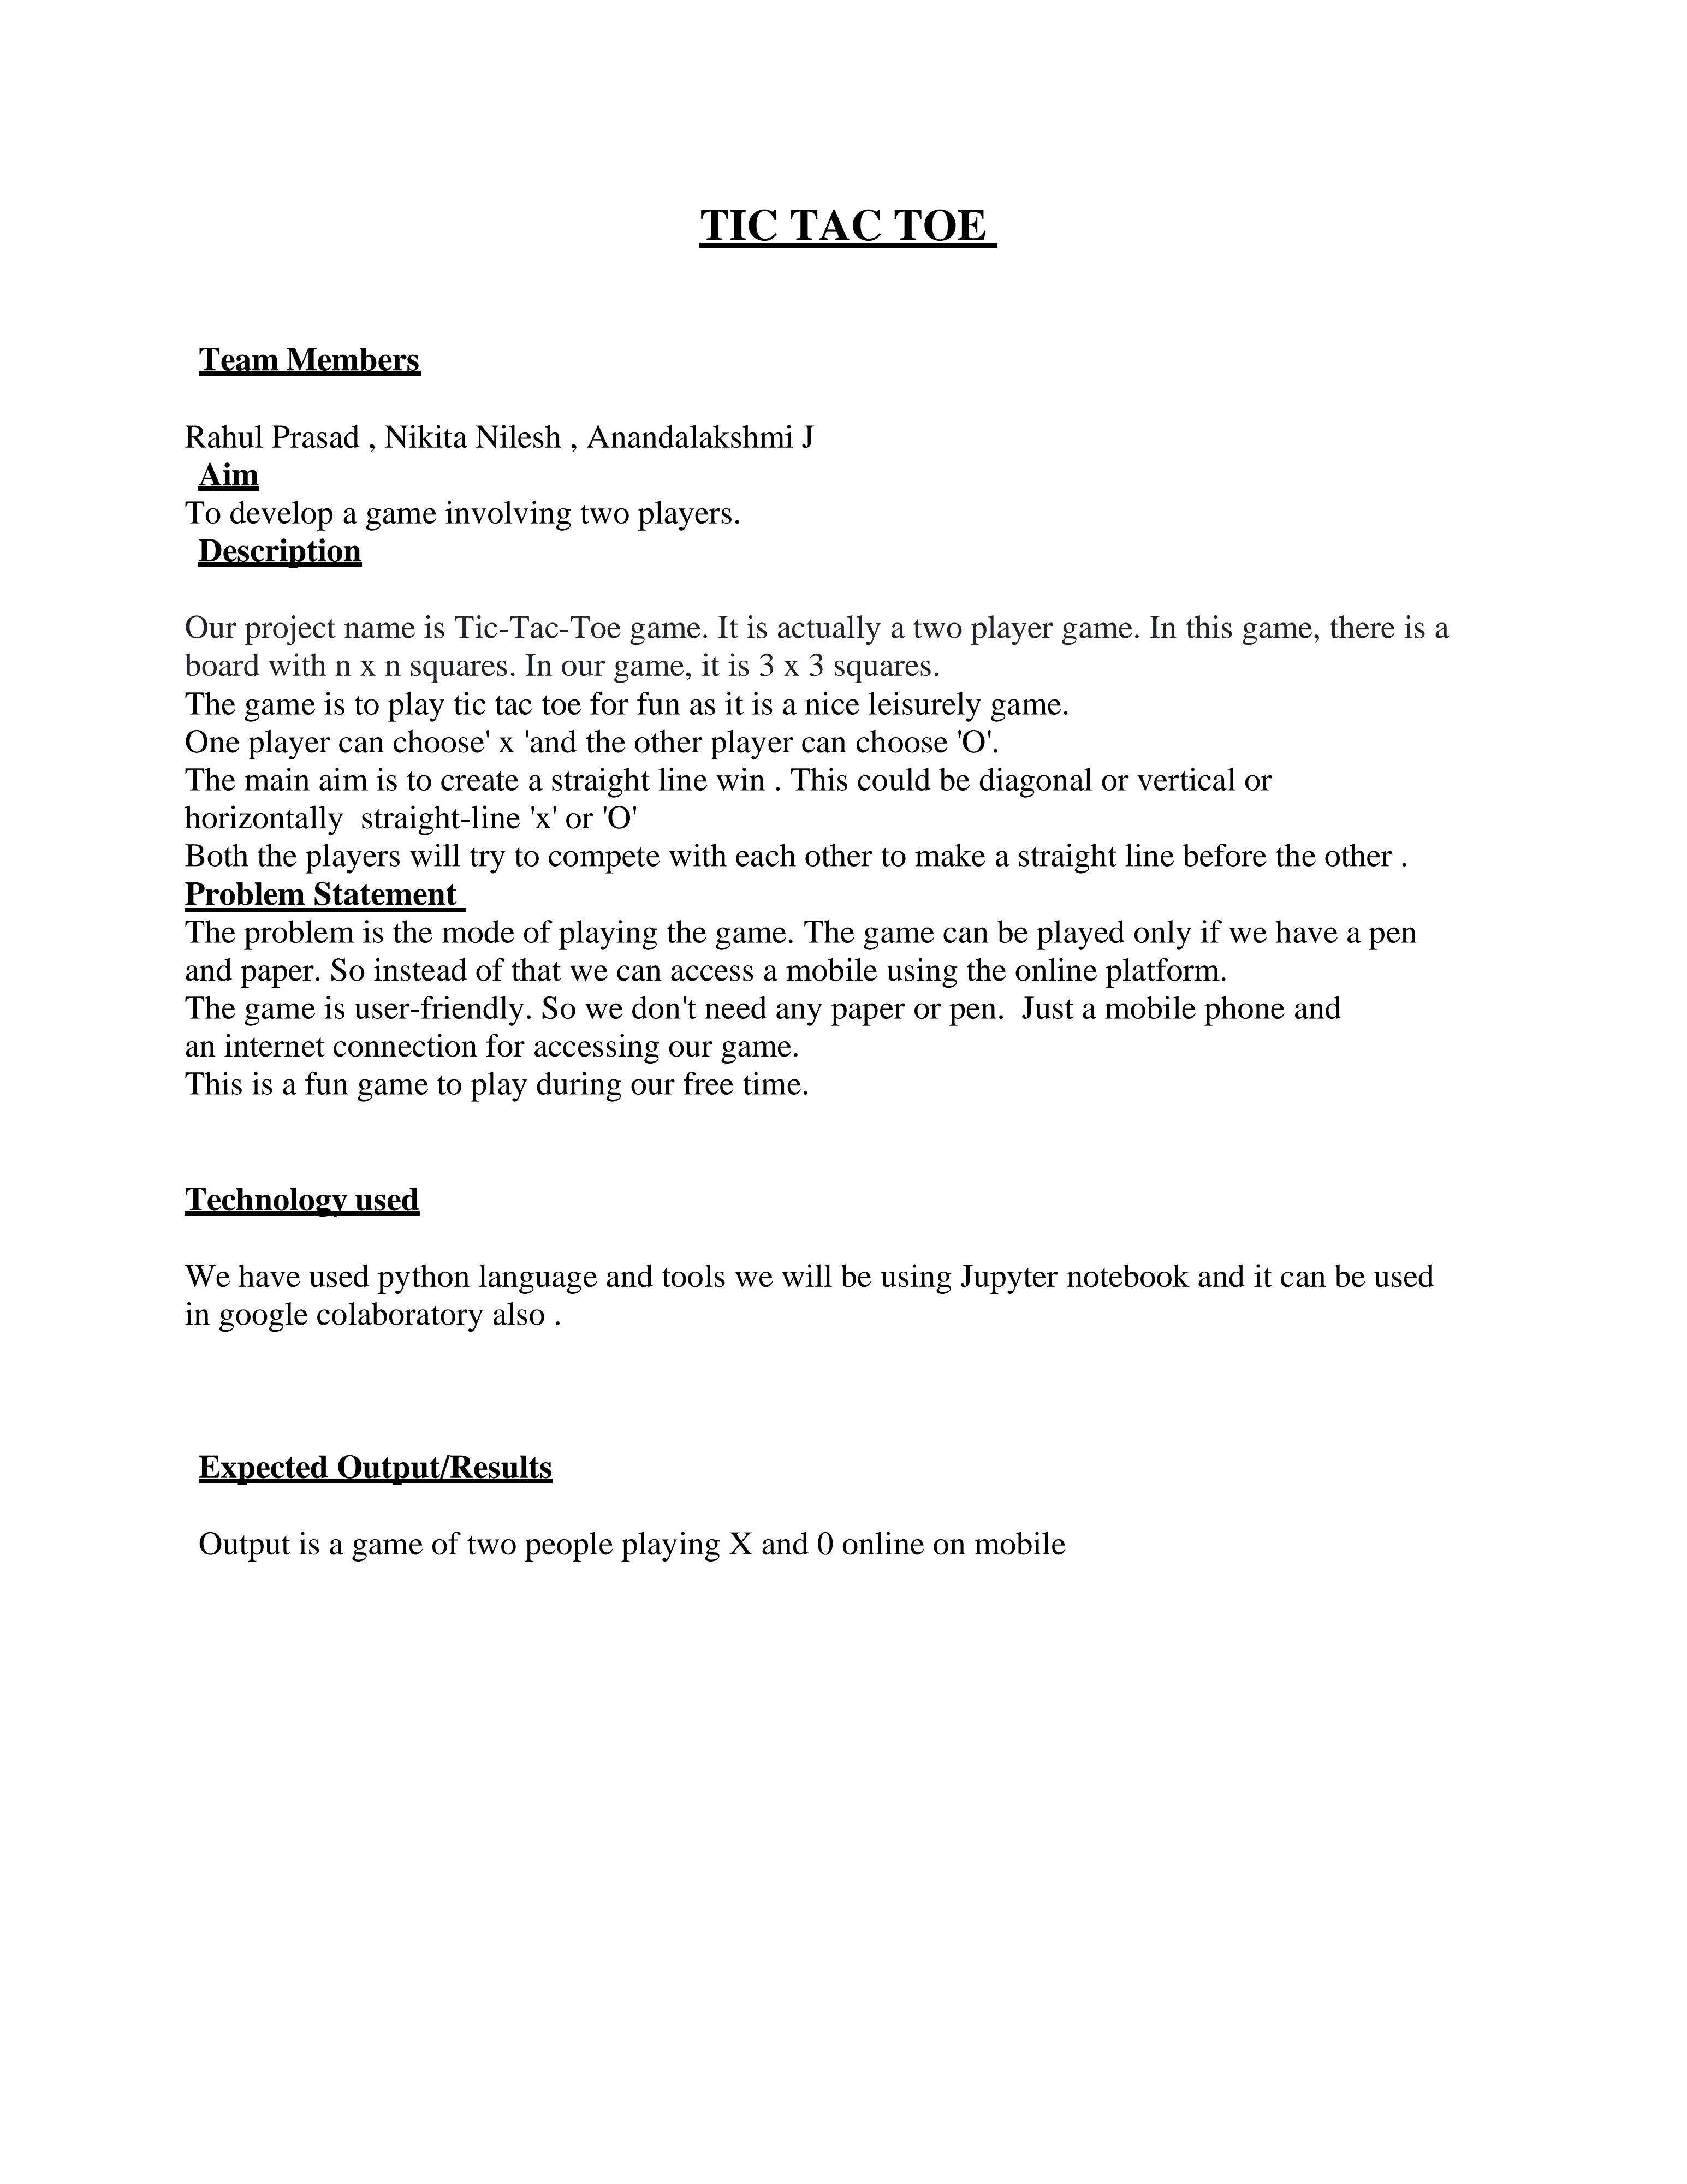 TIC TAC TOE
Team Members
Rahul Prasad , Nikita Nilesh , Anandalakshmi J
Aim
To develop a game involving two players.
Description
Our project name is Tic-Tac-Toe game. It is actually a two player game. In this game, there is a
board with n x n squares. In our game, it is 3 x 3 squares.
The game is to play tic tac toe for fun as it is a nice leisurely game.
One player can choose' x 'and the other player can choose 'O'.
The main aim is to create a straight line win . This could be diagonal or vertical or
horizontally  straight-line 'x' or 'O'
Both the players will try to compete with each other to make a straight line before the other .
Problem Statement
The problem is the mode of playing the game. The game can be played only if we have a pen
and paper. So instead of that we can access a mobile using the online platform.
The game is user-friendly. So we don't need any paper or pen.  Just a mobile phone and
an internet connection for accessing our game.
This is a fun game to play during our free time.
Technology used
We have used python language and tools we will be using Jupyter notebook and it can be used
in google colaboratory also .
Expected Output/Results
Output is a game of two people playing X and 0 online on mobile